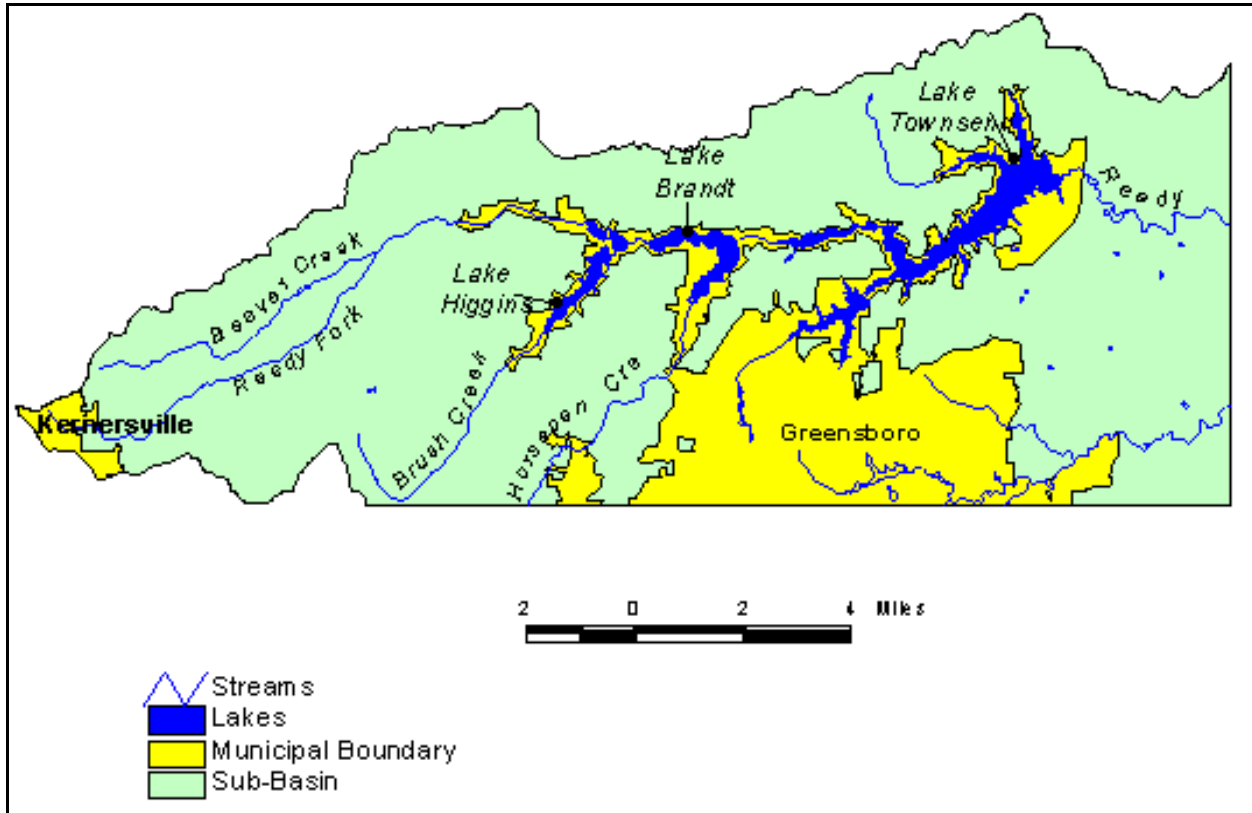 Lake
Townsen
Lake
Brandt
Reedy
Beaver Creek
Lake
Higgins
Reedy Fork
Kernersville
Brush Creek
Horsepen Cre
Greensboro
2 0 2 4 Miles
Streams
Lakes
Municipal Boundary
Sub-Basin